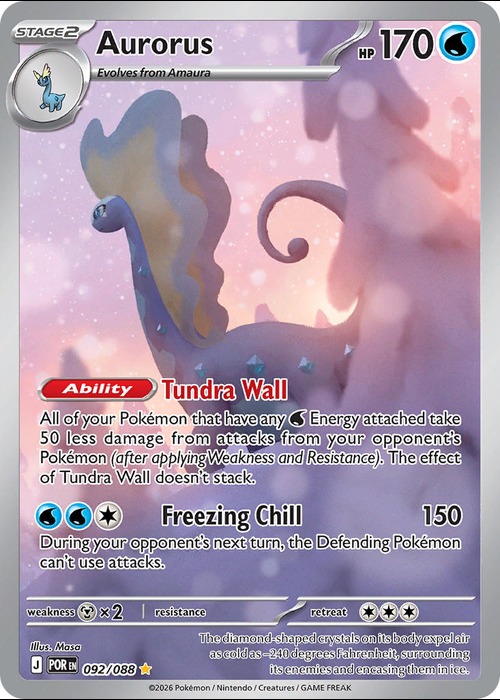 STAGE2
Aurorus
HP 170
Evolves from Amaura
Ability Tundra Wall
All of your Pokémon that have any Energy attached take
50 less damage from attacks from your opponent's
Pokémon (after applying Weakness and Resistance). The effect
of Tundra Wall doesn't stack.
Freezing Chill 150
During your opponent's next turn, the Defending Pokémon
can't use attacks.
weakness ×2 resistance retreat
Illus. Masa
J POR EN 092/088
The diamond-shaped crystals on its body expel air
as cold as −240 degrees Fahrenheit, surrounding
its enemies and encasing them in ice.
©2026 Pokémon / Nintendo / Creatures / GAME FREAK